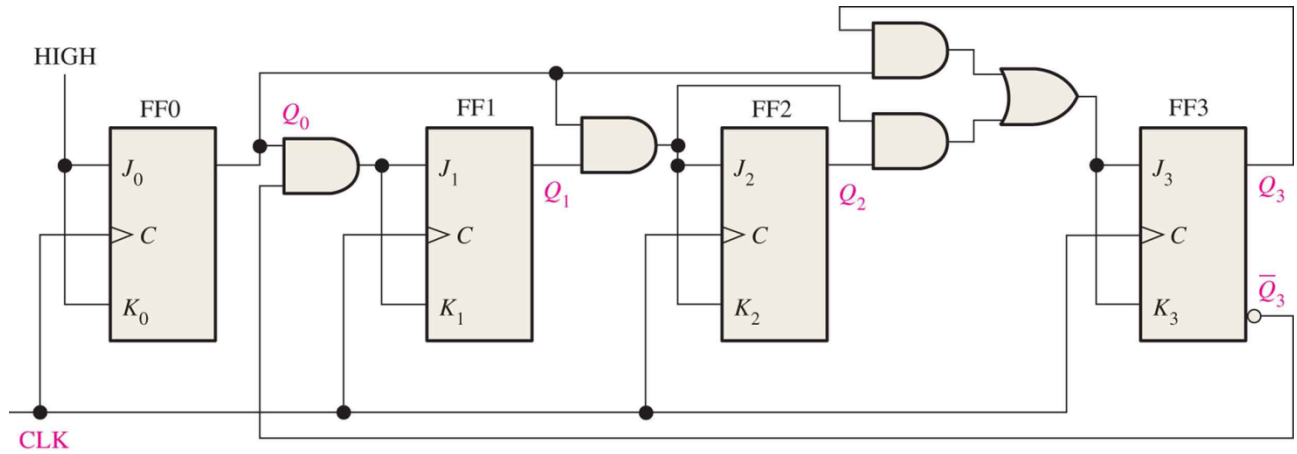 HIGH
FF0
Q₀
FF1
FF2
FF3
J₀
J₁
Q₁
J₂
Q₂
J₃
Q₃
C
C
C
C
K₀
K₁
K₂
K₃
Q̅₃
CLK